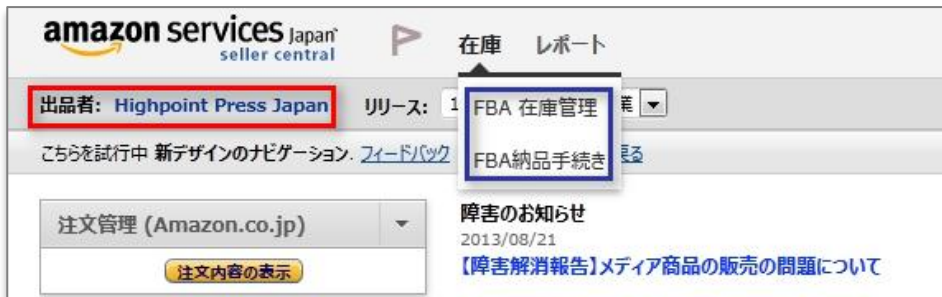 amazon services Japan
seller central
在庫 レポート
出品者: Highpoint Press Japan リリース: 1 業
FBA 在庫管理
FBA納品手続き
こちらを試行中 新デザインのナビゲーション. フィードバック 戻る
注文管理 (Amazon.co.jp)
注文内容の表示
障害のお知らせ
2013/08/21
【障害解消報告】メディア商品の販売の問題について